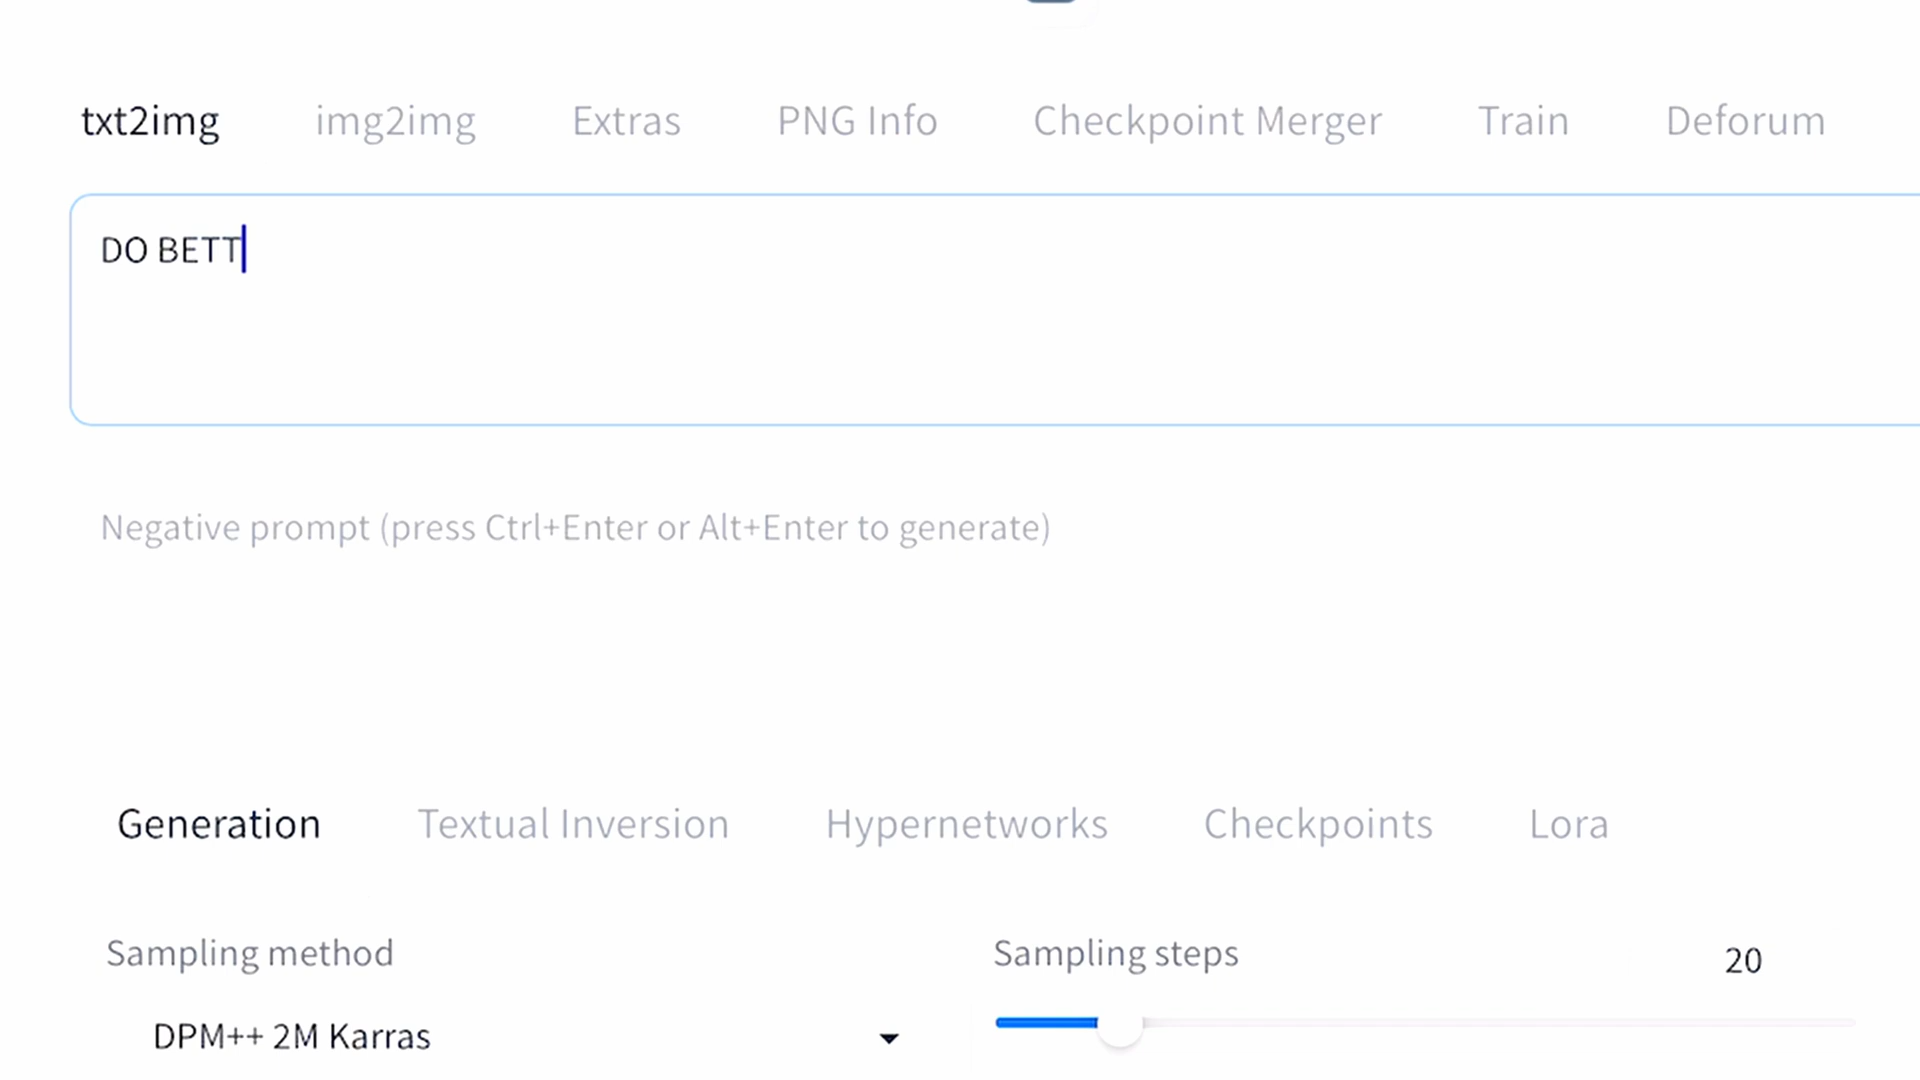 txt2img img2img Extras PNG Info Checkpoint Merger Train Deforum
DO BETT
Negative prompt (press Ctrl+Enter or Alt+Enter to generate)
Generation Textual Inversion Hypernetworks Checkpoints Lora
Sampling method Sampling steps 20
DPM++ 2M Karras